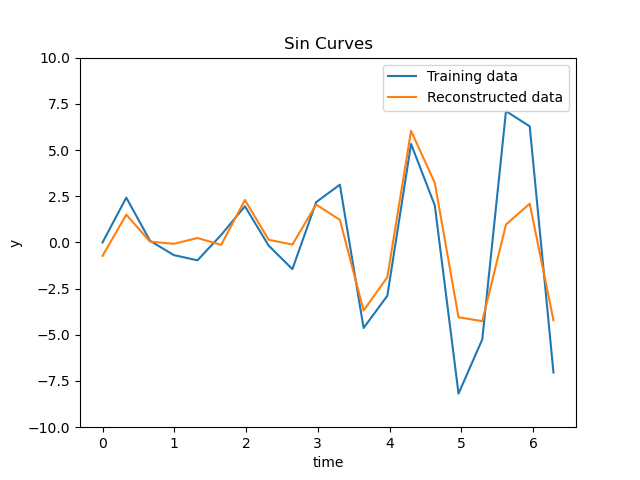 Sin Curves
Training data
Reconstructed data
10.0
7.5
5.0
2.5
0.0
−2.5
−5.0
−7.5
−10.0
y
0 1 2 3 4 5 6
time